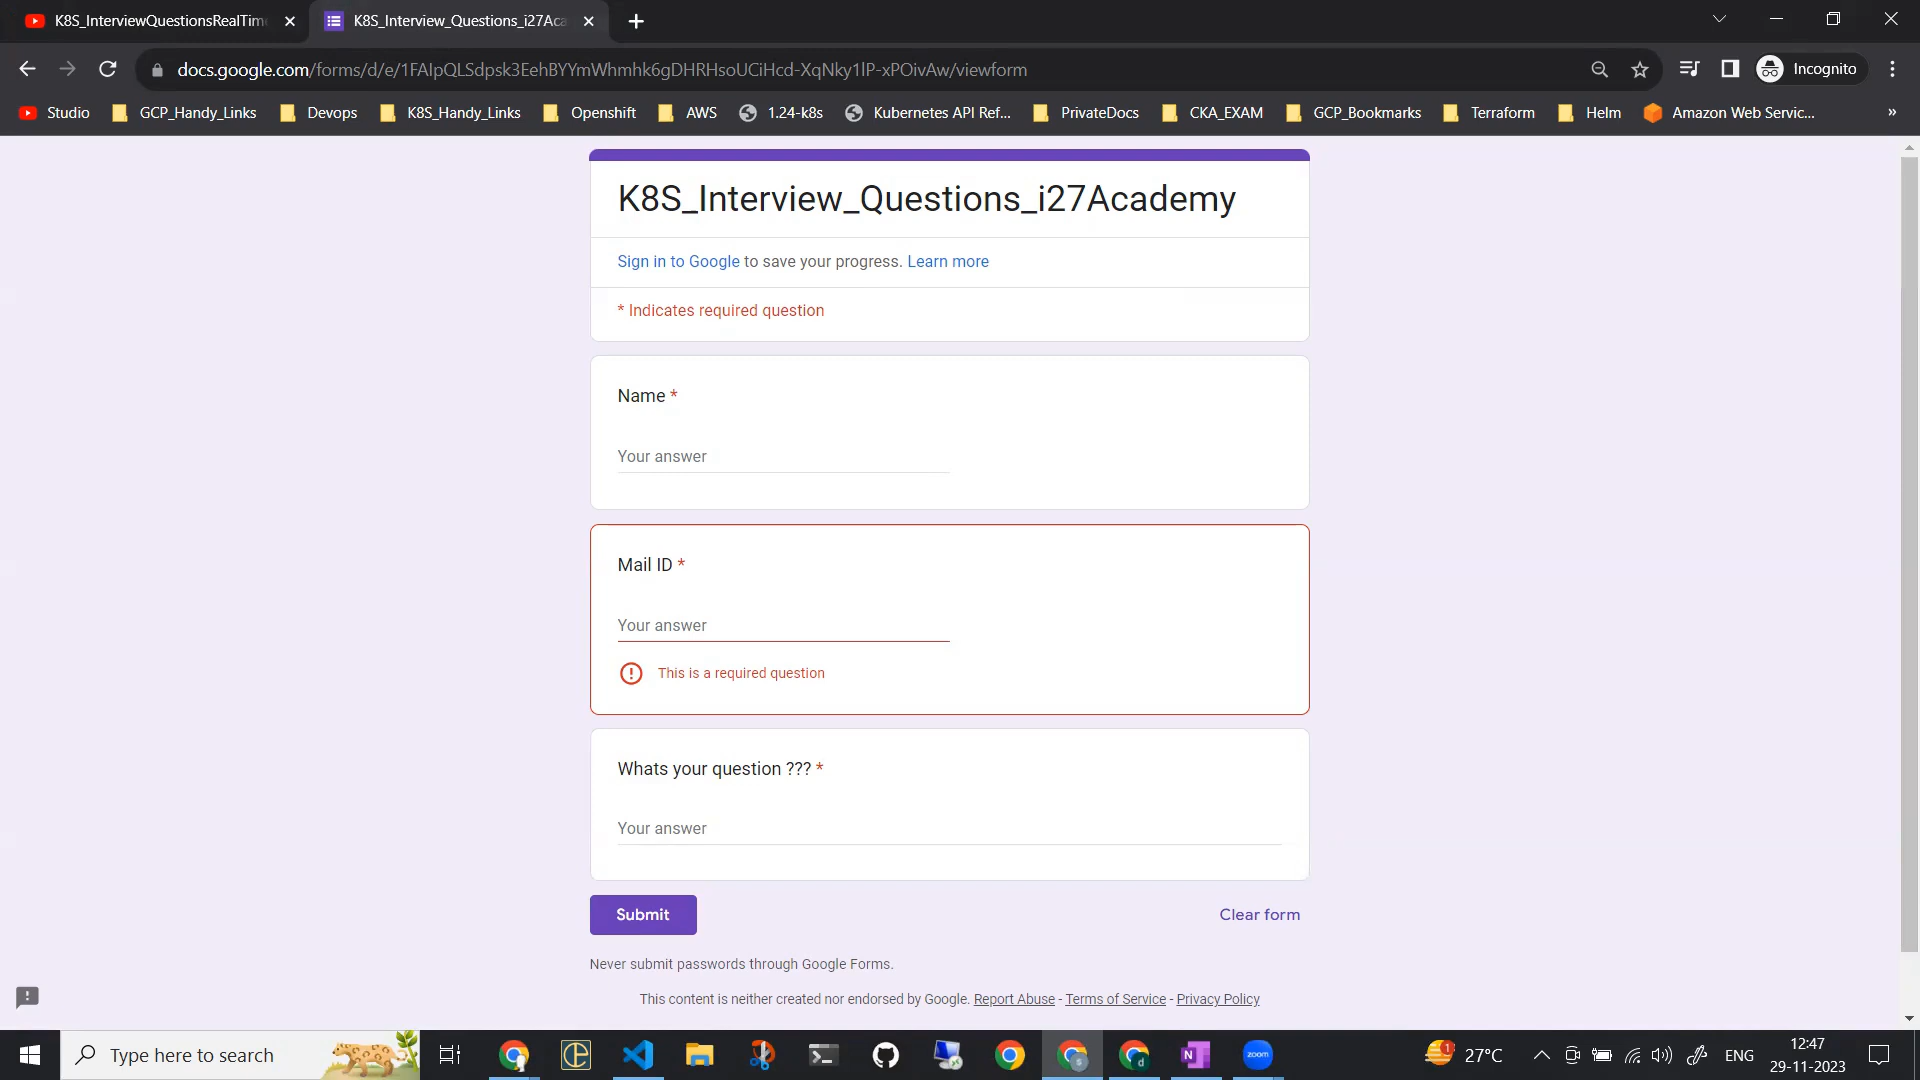 K8S_InterviewQuestionsRealTim
K8S_Interview_Questions_i27Aca
docs.google.com/forms/d/e/1FAIpQLSdpsk3EehBYYmWhmhk6gDHRHsoUCiHcd-XqNky1lP-xPOivAw/viewform
Incognito
Studio GCP_Handy_Links Devops K8S_Handy_Links Openshift AWS 1.24-k8s Kubernetes API Ref... PrivateDocs CKA_EXAM GCP_Bookmarks Terraform Helm Amazon Web Servic... »
K8S_Interview_Questions_i27Academy
Sign in to Google to save your progress. Learn more
* Indicates required question
Name *
Your answer
Mail ID *
Your answer
This is a required question
Whats your question ??? *
Your answer
Submit Clear form
Never submit passwords through Google Forms.
This content is neither created nor endorsed by Google. Report Abuse - Terms of Service - Privacy Policy
Type here to search
zoom
1
27°C
ENG
12:47
29-11-2023